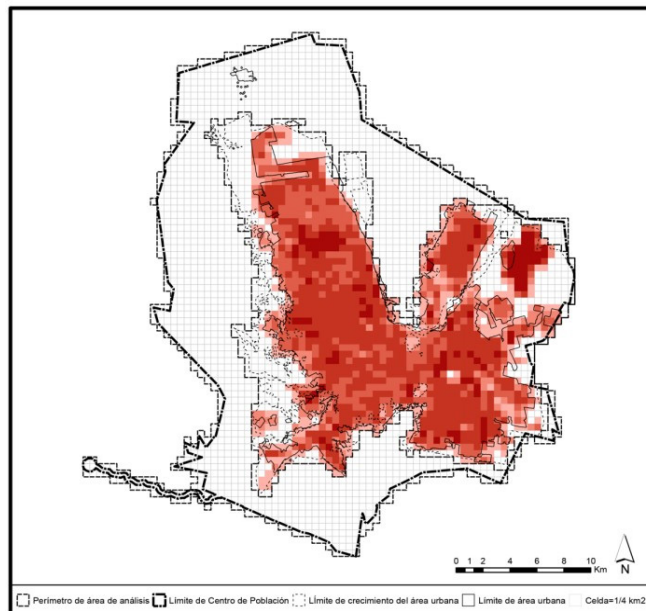 0 1 2 4 6 8 10
Km
N
Perímetro de área de análisis Limite de Centro de Población Límite de crecimiento del área urbana Límite de área urbana Celda=1/4 km2